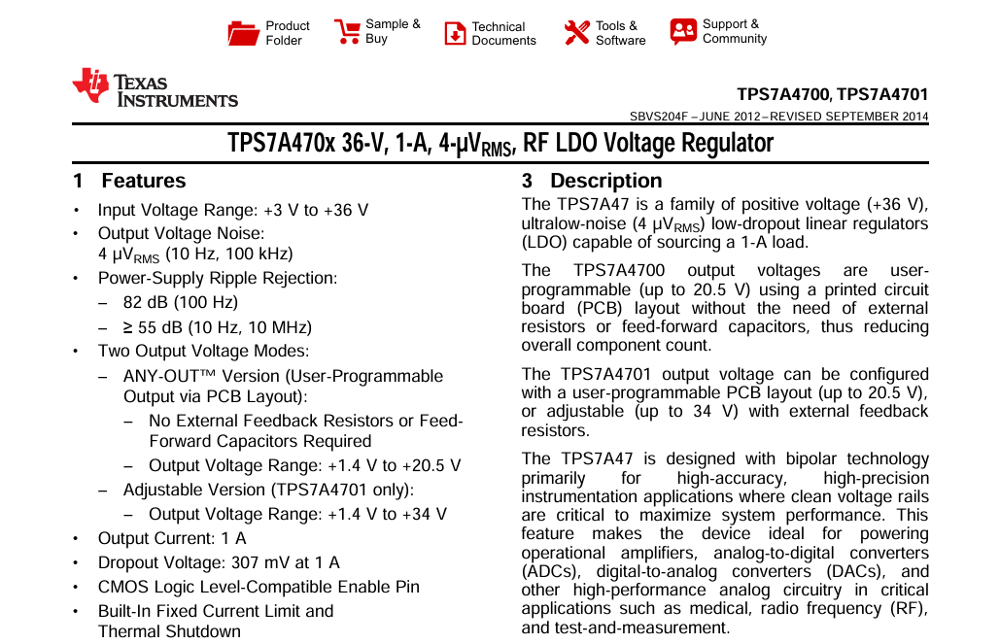 Product Folder
Sample & Buy
Technical Documents
Tools & Software
Support & Community
TEXAS INSTRUMENTS
TPS7A4700, TPS7A4701
SBVS204F –JUNE 2012–REVISED SEPTEMBER 2014
TPS7A470x 36-V, 1-A, 4-µVRMS, RF LDO Voltage Regulator
1 Features
• Input Voltage Range: +3 V to +36 V
• Output Voltage Noise:
4 µVRMS (10 Hz, 100 kHz)
• Power-Supply Ripple Rejection:
– 82 dB (100 Hz)
– ≥ 55 dB (10 Hz, 10 MHz)
• Two Output Voltage Modes:
– ANY-OUT™ Version (User-Programmable
Output via PCB Layout):
– No External Feedback Resistors or Feed-
Forward Capacitors Required
– Output Voltage Range: +1.4 V to +20.5 V
– Adjustable Version (TPS7A4701 only):
– Output Voltage Range: +1.4 V to +34 V
• Output Current: 1 A
• Dropout Voltage: 307 mV at 1 A
• CMOS Logic Level-Compatible Enable Pin
• Built-In Fixed Current Limit and
Thermal Shutdown
3 Description
The TPS7A47 is a family of positive voltage (+36 V),
ultralow-noise (4 µVRMS) low-dropout linear regulators
(LDO) capable of sourcing a 1-A load.
The TPS7A4700 output voltages are user-
programmable (up to 20.5 V) using a printed circuit
board (PCB) layout without the need of external
resistors or feed-forward capacitors, thus reducing
overall component count.
The TPS7A4701 output voltage can be configured
with a user-programmable PCB layout (up to 20.5 V),
or adjustable (up to 34 V) with external feedback
resistors.
The TPS7A47 is designed with bipolar technology
primarily for high-accuracy, high-precision
instrumentation applications where clean voltage rails
are critical to maximize system performance. This
feature makes the device ideal for powering
operational amplifiers, analog-to-digital converters
(ADCs), digital-to-analog converters (DACs), and
other high-performance analog circuitry in critical
applications such as medical, radio frequency (RF),
and test-and-measurement.